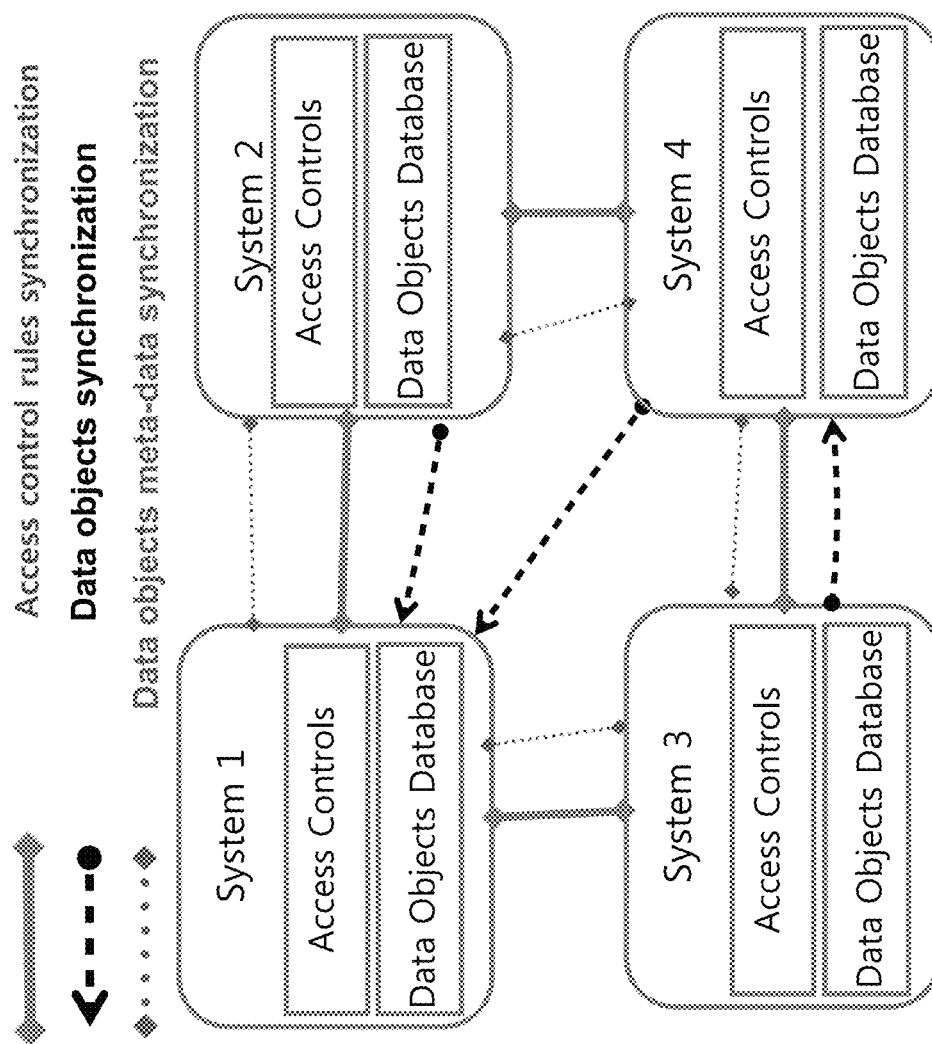 Access control rules synchronization
Data objects synchronization
Data objects meta-data synchronization
System 1
Access Controls
Data Objects Database
System 2
Access Controls
Data Objects Database
System 3
Access Controls
Data Objects Database
System 4
Access Controls
Data Objects Database